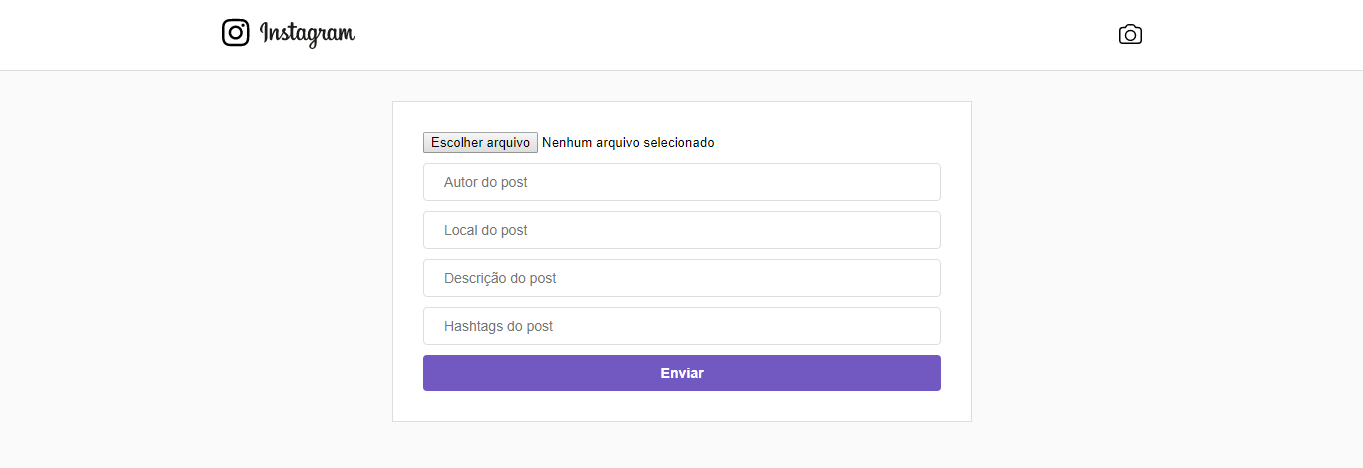 Instagram
Escolher arquivo Nenhum arquivo selecionado
Autor do post
Local do post
Descrição do post
Hashtags do post
Enviar